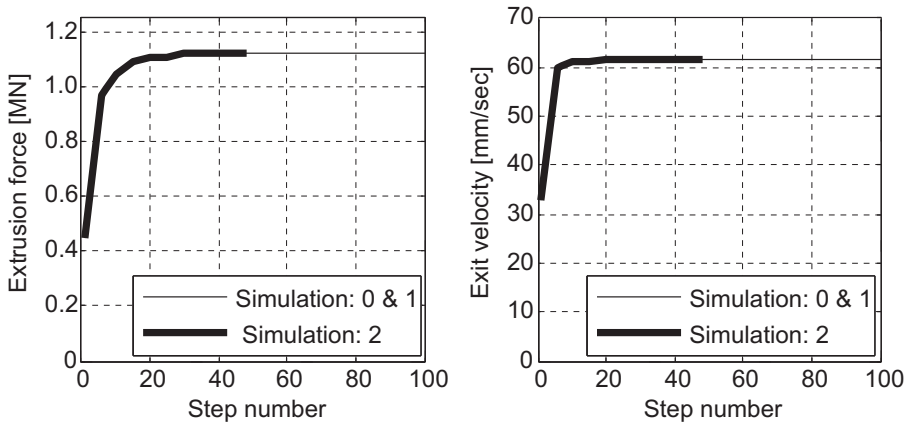 1.2
1.0
0.8
0.6
0.4
0.2
0
Extrusion force [MN]
Simulation: 0 & 1
Simulation: 2
0 20 40 60 80 100
Step number
70
60
50
40
30
60
20
10
0
Exit velocity [mm/sec]
Simulation: 0 & 1
Simulation: 2
0 20 40 60 80 100
Step number